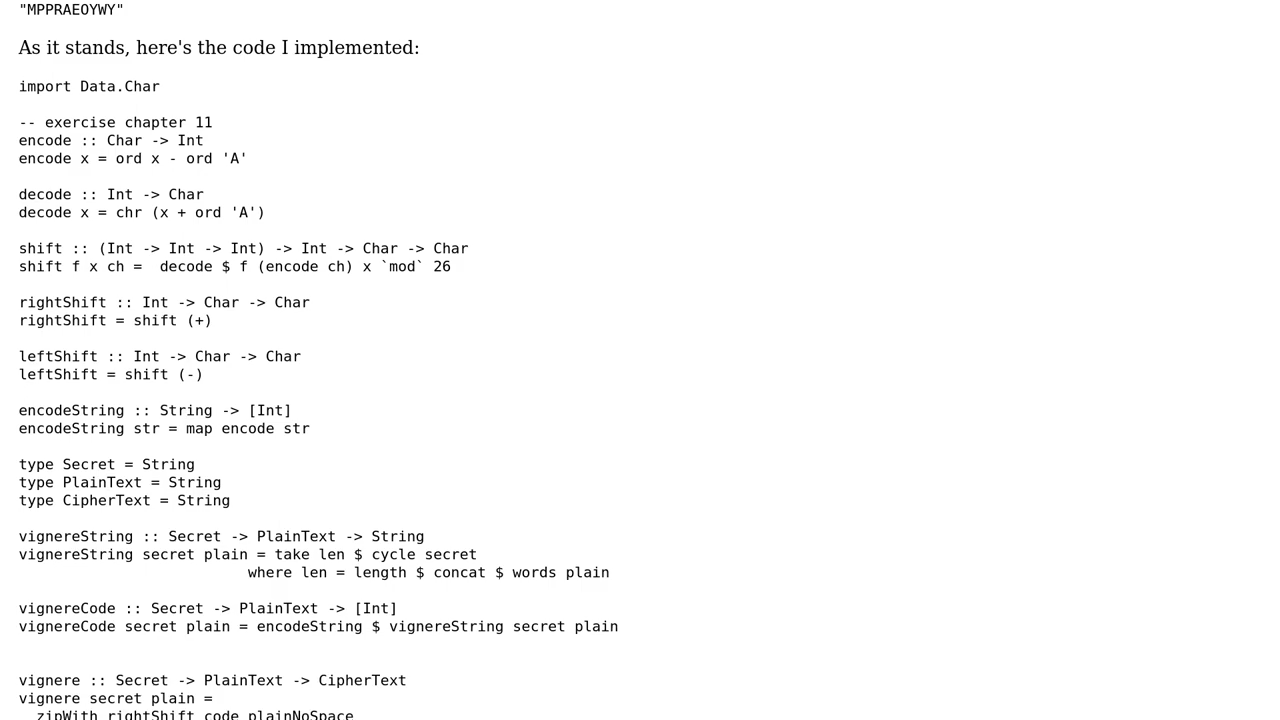 "MPPRAEOYWY"
As it stands, here's the code I implemented:
import Data.Char
-- exercise chapter 11
encode :: Char -> Int
encode x = ord x - ord 'A'
decode :: Int -> Char
decode x = chr (x + ord 'A')
shift :: (Int -> Int -> Int) -> Int -> Char -> Char
shift f x ch =  decode $ f (encode ch) x `mod` 26
rightShift :: Int -> Char -> Char
rightShift = shift (+)
leftShift :: Int -> Char -> Char
leftShift = shift (-)
encodeString :: String -> [Int]
encodeString str = map encode str
type Secret = String
type PlainText = String
type CipherText = String
vignereString :: Secret -> PlainText -> String
vignereString secret plain = take len $ cycle secret
                          where len = length $ concat $ words plain
vignereCode :: Secret -> PlainText -> [Int]
vignereCode secret plain = encodeString $ vignereString secret plain
vignere :: Secret -> PlainText -> CipherText
vignere secret plain =
  zipWith rightShift code plainNoSpace